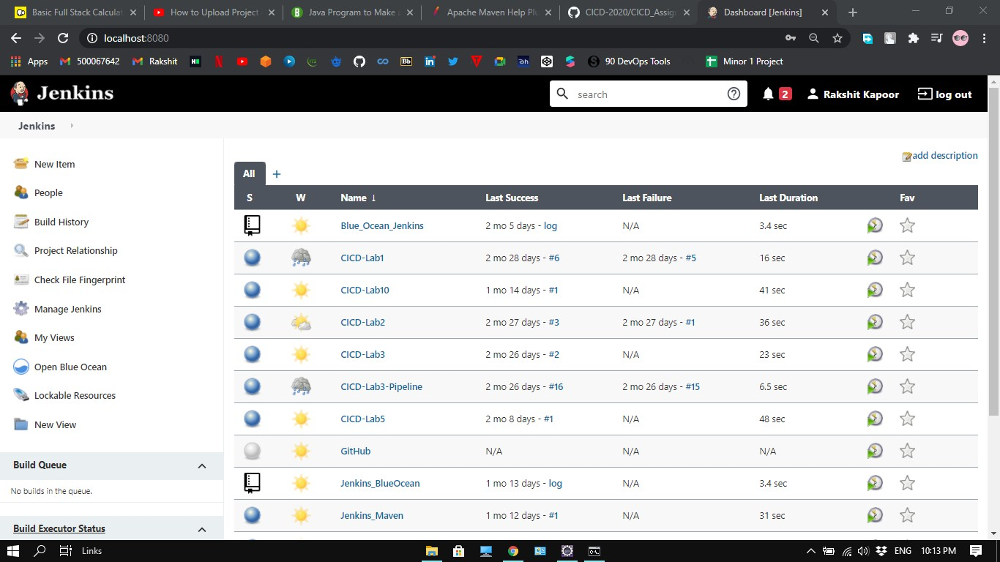 Basic Full Stack Calculat
How to Upload Project
Java Program to Make a
Apache Maven Help Plu
CICD-2020/CICD_Assig
Dashboard [Jenkins]
localhost:8080
Apps
500067642
Rakshit
90 DevOps Tools
Minor 1 Project
Jenkins
search
2
Rakshit Kapoor
log out
Jenkins
New Item
People
Build History
Project Relationship
Check File Fingerprint
Manage Jenkins
My Views
Open Blue Ocean
Lockable Resources
New View
Build Queue
No builds in the queue.
Build Executor Status
add description
All +
S W Name ↓ Last Success Last Failure Last Duration Fav
Blue_Ocean_Jenkins 2 mo 5 days - log N/A 3.4 sec
CICD-Lab1 2 mo 28 days - #6 2 mo 28 days - #5 16 sec
CICD-Lab10 1 mo 14 days - #1 N/A 41 sec
CICD-Lab2 2 mo 27 days - #3 2 mo 27 days - #1 36 sec
CICD-Lab3 2 mo 26 days - #2 N/A 23 sec
CICD-Lab3-Pipeline 2 mo 26 days - #16 2 mo 26 days - #15 6.5 sec
CICD-Lab5 2 mo 8 days - #1 N/A 48 sec
GitHub N/A N/A N/A
Jenkins_BlueOcean 1 mo 13 days - log N/A 3.4 sec
Jenkins_Maven 1 mo 12 days - #1 N/A 31 sec
Links
ENG
10:13 PM